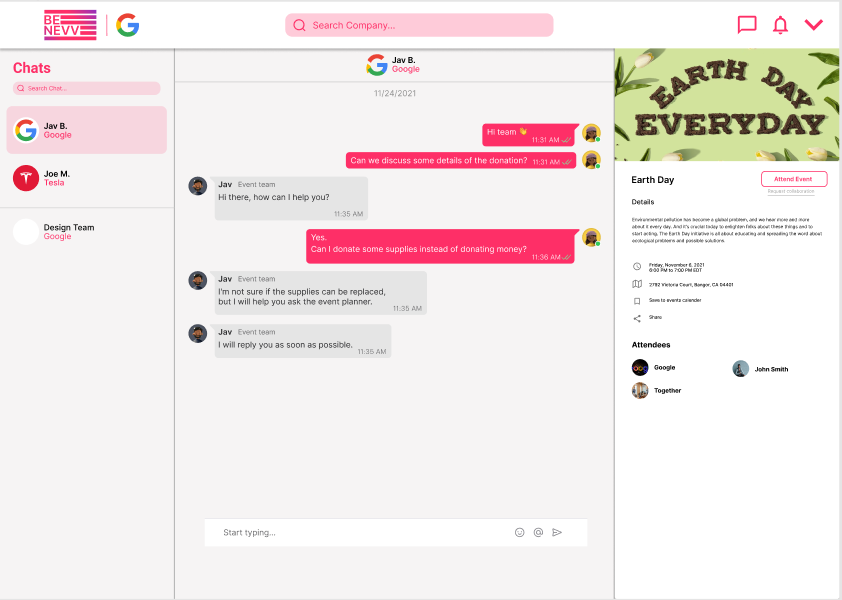 BE
NEVV
Search Company...
Chats
Search Chat...
Jav B.
Google
Joe M.
Tesla
Design Team
Google
Jav B.
Google
11/24/2021
Hi team 👋
11:31 AM
Can we discuss some details of the donation? 11:31 AM
Jav Event team
Hi there, how can I help you?
11:35 AM
Yes.
Can I donate some supplies instead of donating money?
11:36 AM
Jav Event team
I'm not sure if the supplies can be replaced,
but I will help you ask the event planner.
11:35 AM
Jav Event team
I will reply you as soon as possible.
11:35 AM
Start typing...
EARTH DAY
EVERYDAY
Earth Day
Attend Event
Request collaboration
Details
Environmental pollution has become a global problem, and we hear more and more
about it every day. And it's crucial today to enlighten folks about these things and to
start acting. The Earth Day initiative is all about educating and spreading the word about
ecological problems and possible solutions.
Friday, November 6, 2021
6:00 PM to 7:00 PM EDT
2792 Victoria Court, Bangor, CA 04401
Save to events calender
Share
Attendees
Google
John Smith
Together